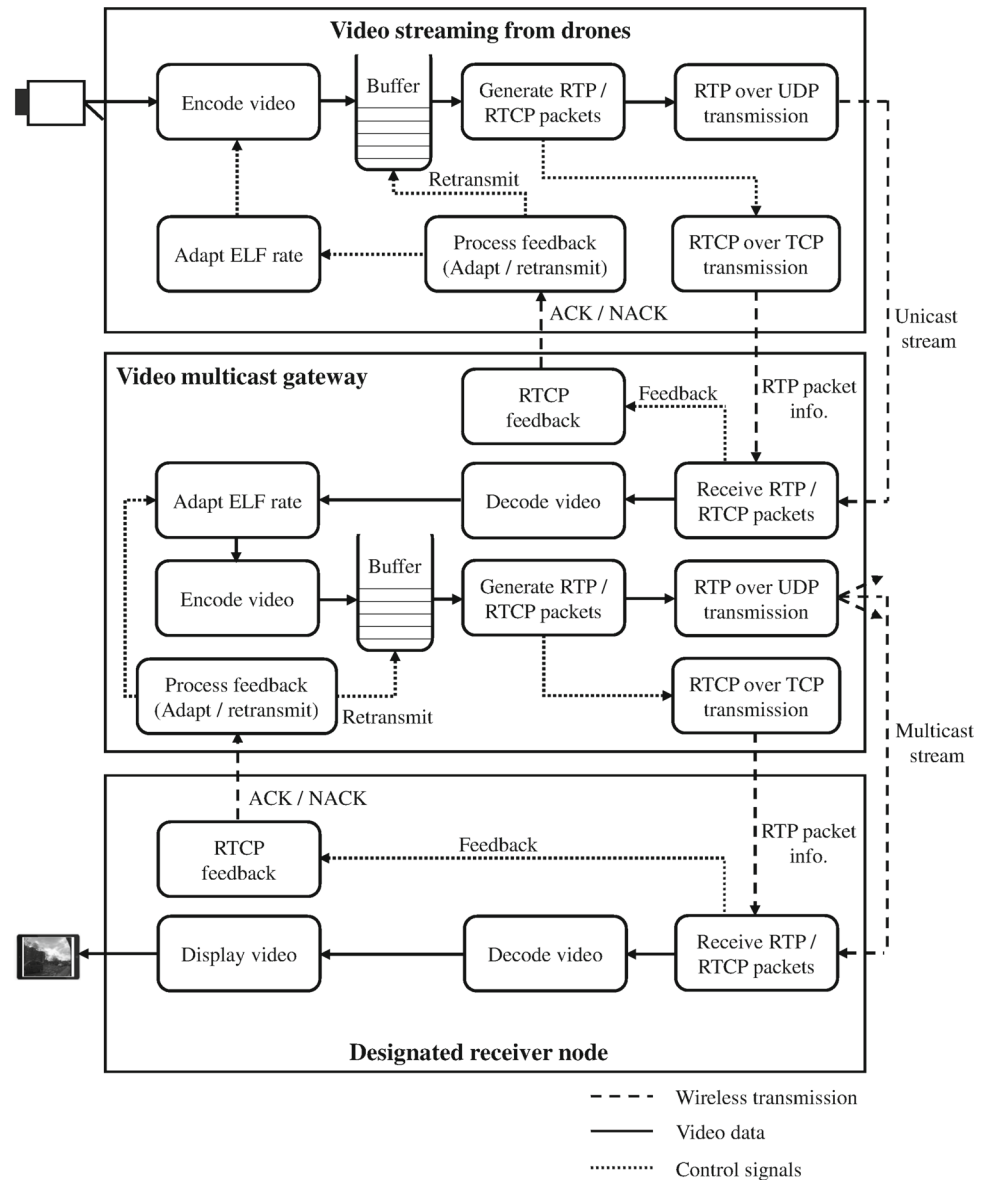 Video streaming from drones
Encode video
Buffer
Generate RTP /
RTCP packets
RTP over UDP
transmission
Retransmit
Adapt ELF rate
Process feedback
(Adapt / retransmit)
RTCP over TCP
transmission
ACK / NACK
Unicast
stream
Video multicast gateway
RTCP
feedback
Feedback
RTP packet
info.
Adapt ELF rate
Decode video
Receive RTP /
RTCP packets
Encode video
Buffer
Generate RTP /
RTCP packets
RTP over UDP
transmission
Process feedback
(Adapt / retransmit)
Retransmit
RTCP over TCP
transmission
Multicast
stream
ACK / NACK
RTCP
feedback
Feedback
RTP packet
info.
Display video
Decode video
Receive RTP /
RTCP packets
Designated receiver node
Wireless transmission
Video data
Control signals